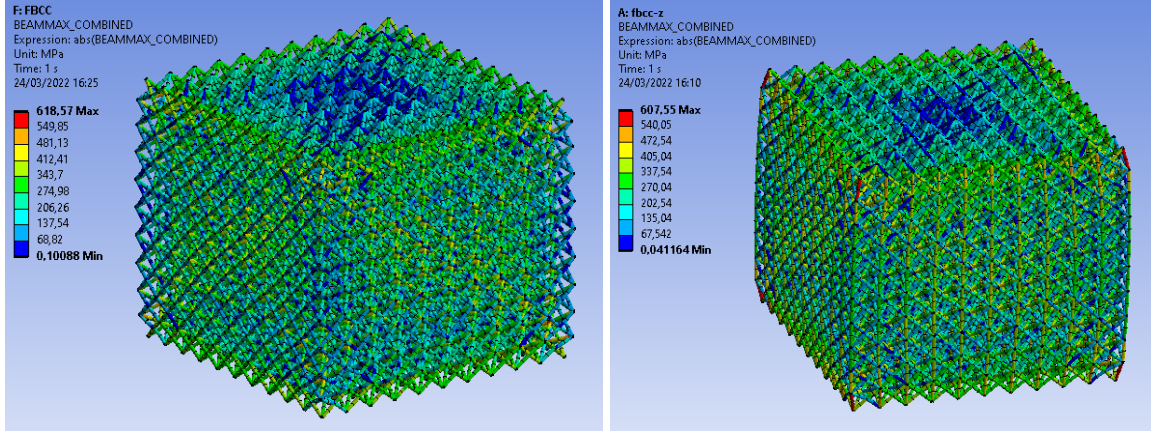 F: FBCC
BEAMMAX_COMBINED
Expression: abs(BEAMMAX_COMBINED)
Unit: MPa
Time: 1 s
24/03/2022 16:25
618,57 Max
549,85
481,13
412,41
343,7
274,98
206,26
137,54
68,82
0,10088 Min
A: fbcc-z
BEAMMAX_COMBINED
Expression: abs(BEAMMAX_COMBINED)
Unit: MPa
Time: 1 s
24/03/2022 16:10
607,55 Max
540,05
472,54
405,04
337,54
270,04
202,54
135,04
67,542
0,041164 Min